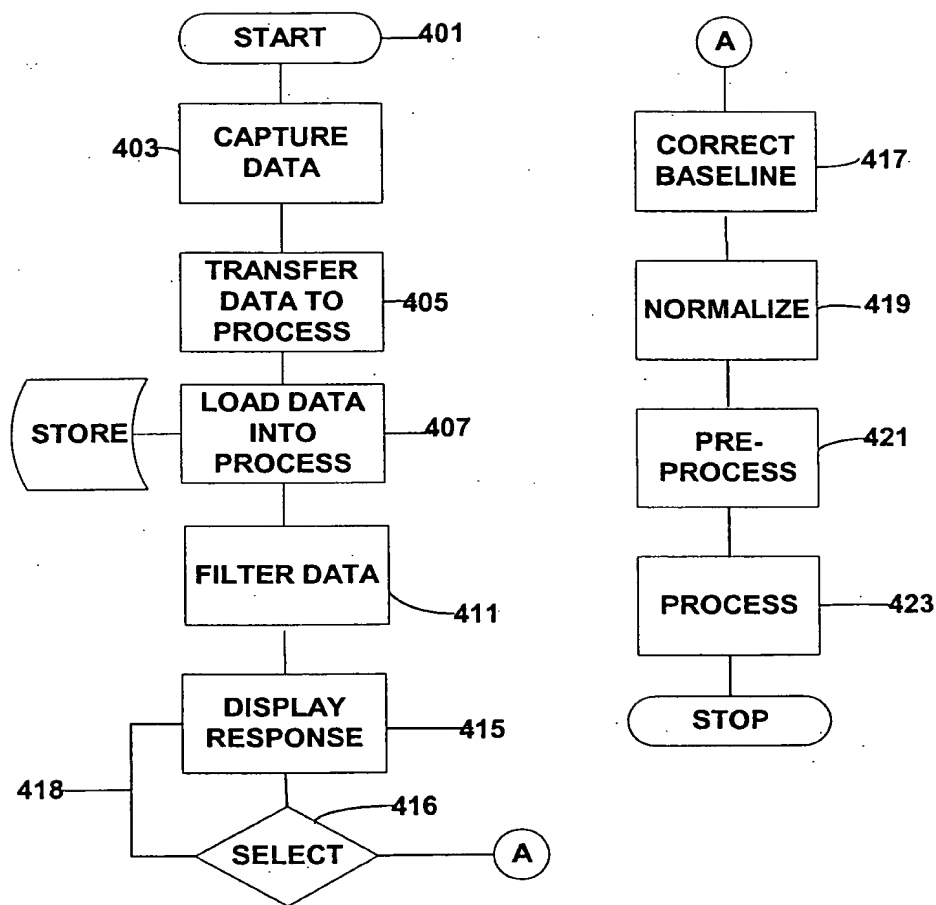 START
401
403
CAPTURE
DATA
TRANSFER
DATA TO
PROCESS
405
STORE
LOAD DATA
INTO
PROCESS
407
FILTER DATA
411
DISPLAY
RESPONSE
415
418
416
SELECT
A
A
CORRECT
BASELINE
417
NORMALIZE
419
PRE-
PROCESS
421
PROCESS
423
STOP